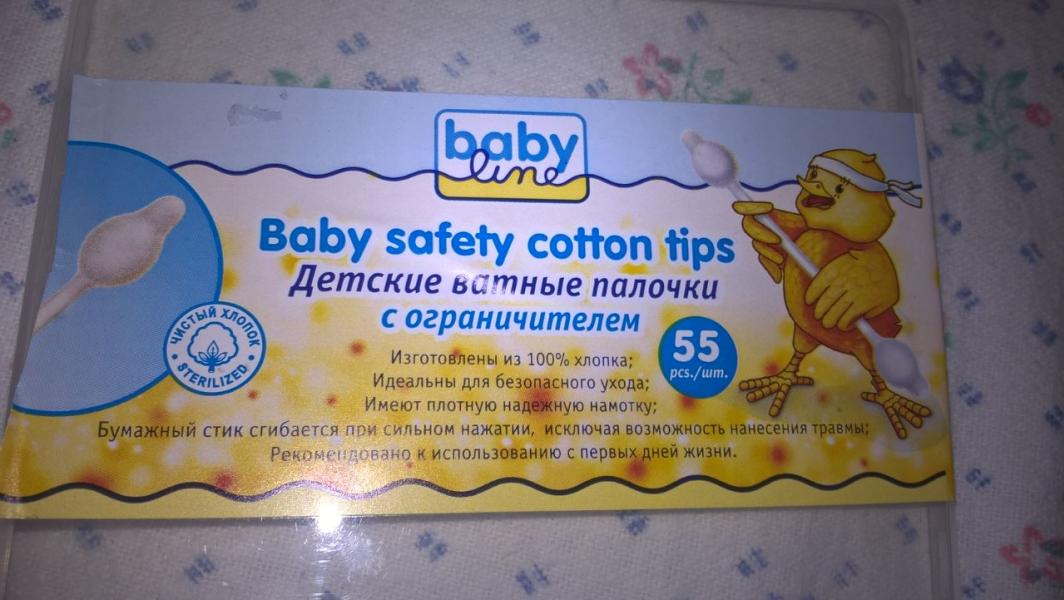 baby
line
Baby safety cotton tips
Детские ватные палочки
с ограничителем
55
pcs./шт.
ЧИСТЫЙ ХЛОПОК
STERILIZED
Изготовлены из 100% хлопка;
Идеальны для безопасного ухода;
Имеют плотную надежную намотку;
Бумажный стик сгибается при сильном нажатии, исключая возможность нанесения травмы;
Рекомендовано к использованию с первых дней жизни.